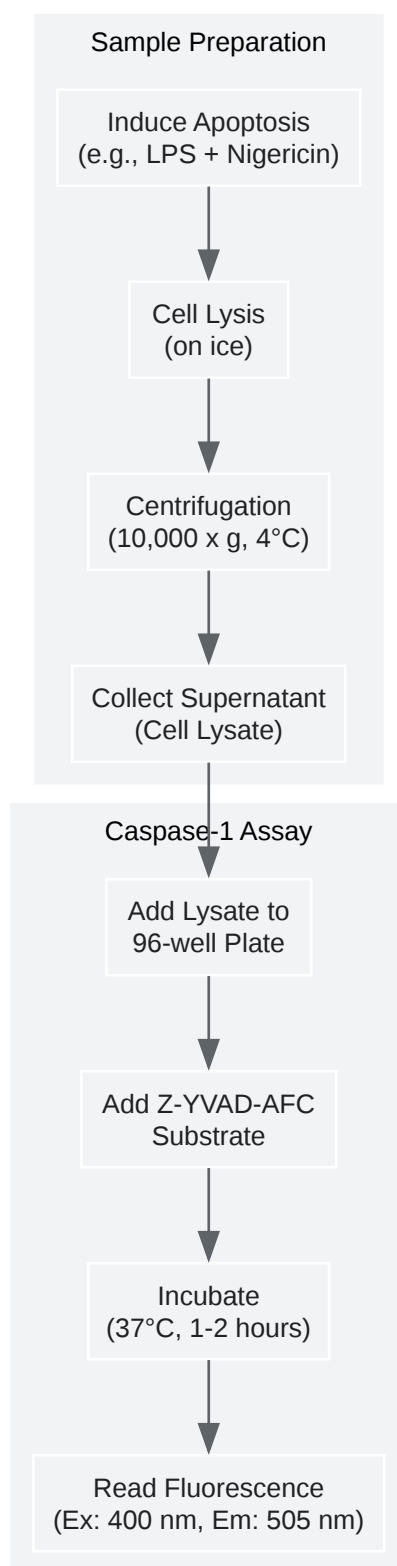 Sample Preparation
Induce Apoptosis
(e.g., LPS + Nigericin)
Cell Lysis
(on ice)
Centrifugation
(10,000 x g, 4°C)
Collect Supernatant
(Cell Lysate)
Caspase-1 Assay
Add Lysate to
96-well Plate
Add Z-YVAD-AFC
Substrate
Incubate
(37°C, 1-2 hours)
Read Fluorescence
(Ex: 400 nm, Em: 505 nm)